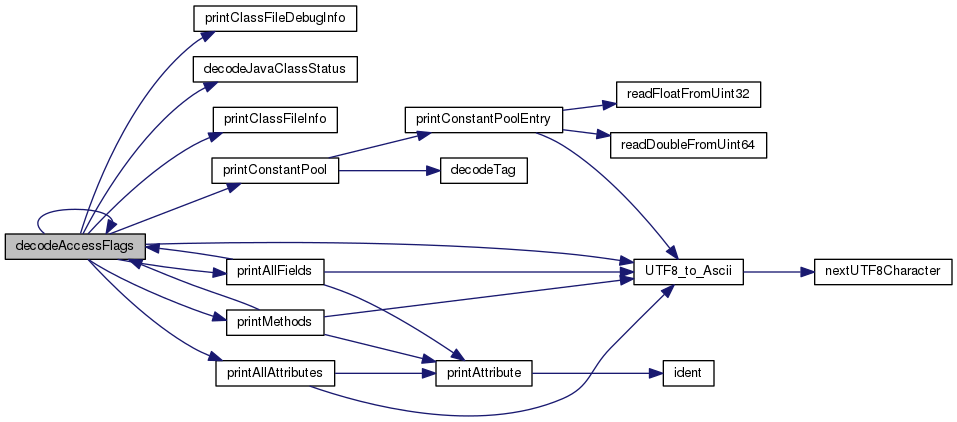 printClassFileDebugInfo
decodeJavaClassStatus
printClassFileInfo
printConstantPoolEntry
readFloatFromUint32
readDoubleFromUint64
printConstantPool
decodeTag
decodeAccessFlags
printAllFields
UTF8_to_Ascii
nextUTF8Character
printMethods
printAllAttributes
printAttribute
ident